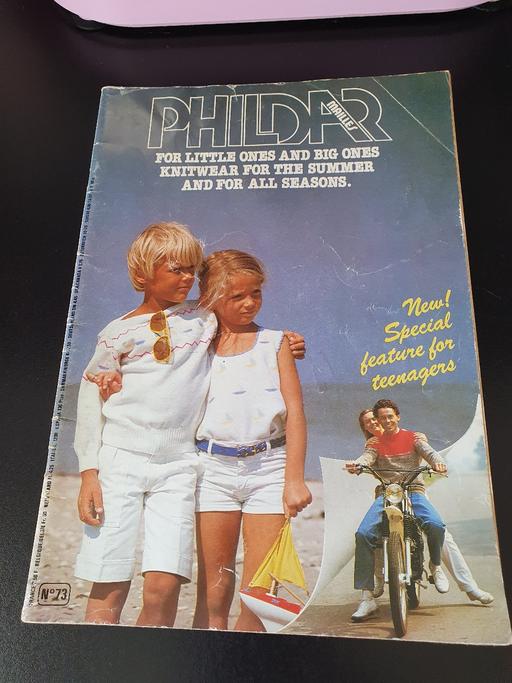 PHILDAR
MAILLES
FOR LITTLE ONES AND BIG ONES
KNITWEAR FOR THE SUMMER
AND FOR ALL SEASONS.
New!
Special
feature for
teenagers
N°73